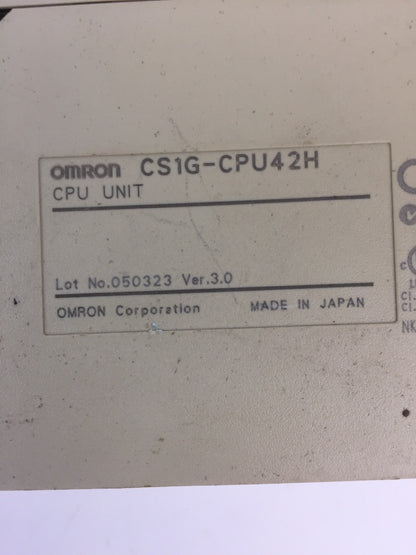 OMRON CS1G-CPU42H
CPU UNIT
Lot No.050323 Ver.3.0
OMRON Corporation MADE IN JAPAN